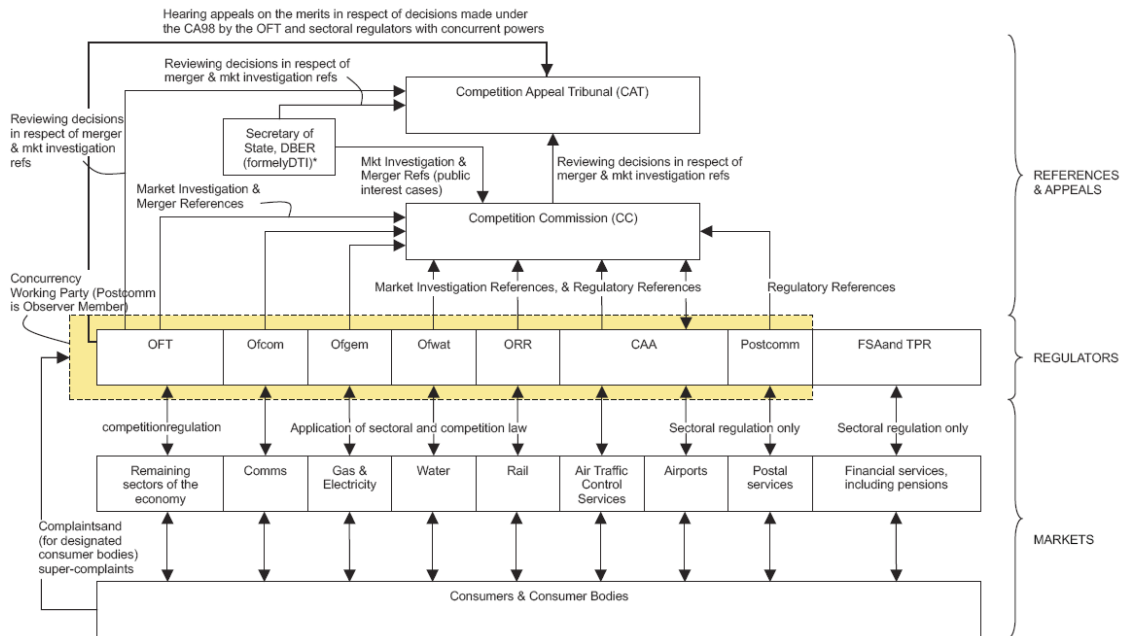 Hearing appeals on the merits in respect of decisions made under
the CA98 by the OFT and sectoral regulators with concurrent powers
Reviewing decisions in respect of
merger & mkt investigation refs
Competition Appeal Tribunal (CAT)
Reviewing decisions
in respect of merger
& mkt investigation
refs
Secretary of
State, DBER
(formelyDTI)*
Mkt Investigation &
Merger Refs (public
interest cases)
Reviewing decisions in respect of
merger & mkt investigation refs
REFERENCES
& APPEALS
Market Investigation &
Merger References
Competition Commission (CC)
Concurrency
Working Party (Postcomm
is Observer Member)
Market Investigation References, & Regulatory References
Regulatory References
OFT
Ofcom
Ofgem
Ofwat
ORR
CAA
Postcomm
FSAand TPR
REGULATORS
competitionregulation
Application of sectoral and competition law
Sectoral regulation only
Sectoral regulation only
Remaining
sectors of the
economy
Comms
Gas &
Electricity
Water
Rail
Air Traffic
Control
Services
Airports
Postal
services
Financial services,
including pensions
Complaintsand
(for designated
consumer bodies)
super-complaints
MARKETS
Consumers & Consumer Bodies